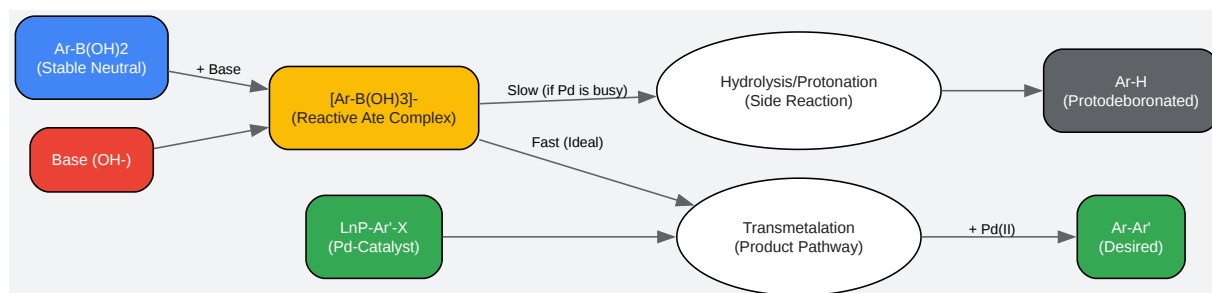 Ar-B(OH)2
(Stable Neutral)
+ Base
Base (OH-)
[Ar-B(OH)3]-
(Reactive Ate Complex)
Slow (if Pd is busy)
Fast (Ideal)
Hydrolysis/Protonation
(Side Reaction)
Ar-H
(Protodeboronated)
LnP-Ar'-X
(Pd-Catalyst)
Transmetalation
(Product Pathway)
+ Pd(II)
Ar-Ar'
(Desired)